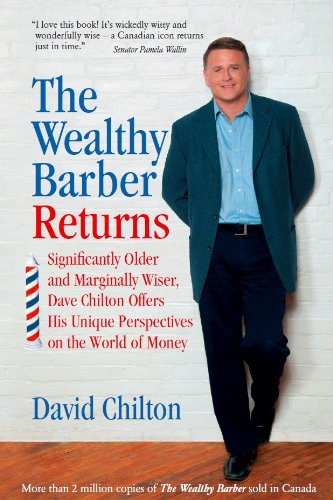 "I love this book! It's wickedly witty and
wonderfully wise – a Canadian icon returns
just in time."
Senator Pamela Wallin
The
Wealthy
Barber
Returns
Significantly Older
and Marginally Wiser,
Dave Chilton Offers
His Unique Perspectives
on the World of Money
David Chilton
More than 2 million copies of The Wealthy Barber sold in Canada